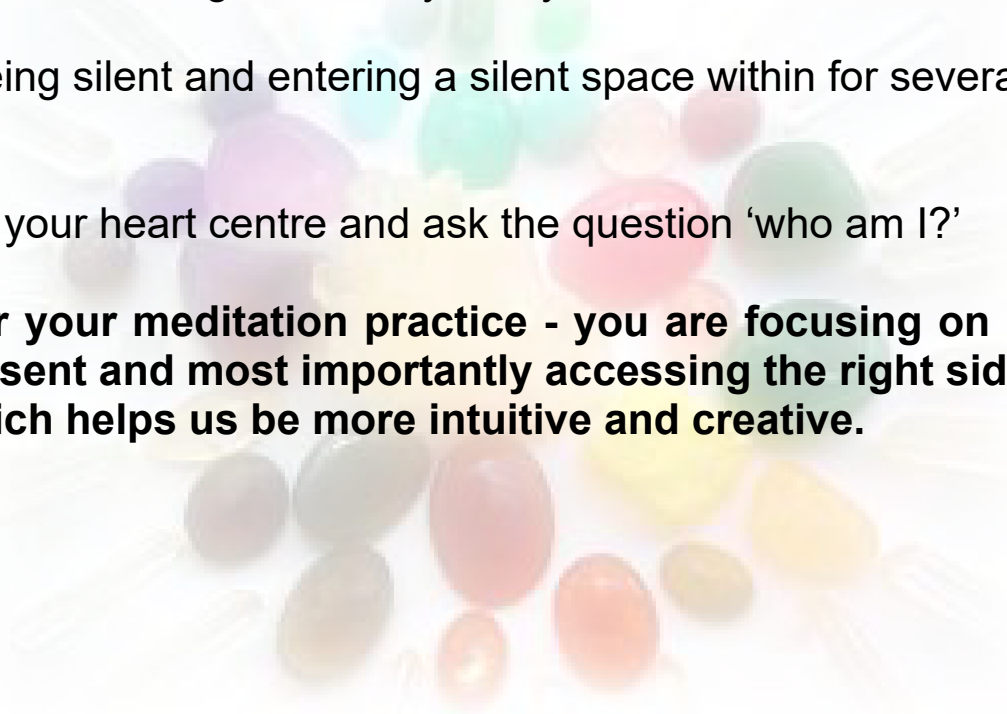 eing silent and entering a silent space within for severa
your heart centre and ask the question ‘who am I?’
r your meditation practice - you are focusing on
sent and most importantly accessing the right sid
ich helps us be more intuitive and creative.